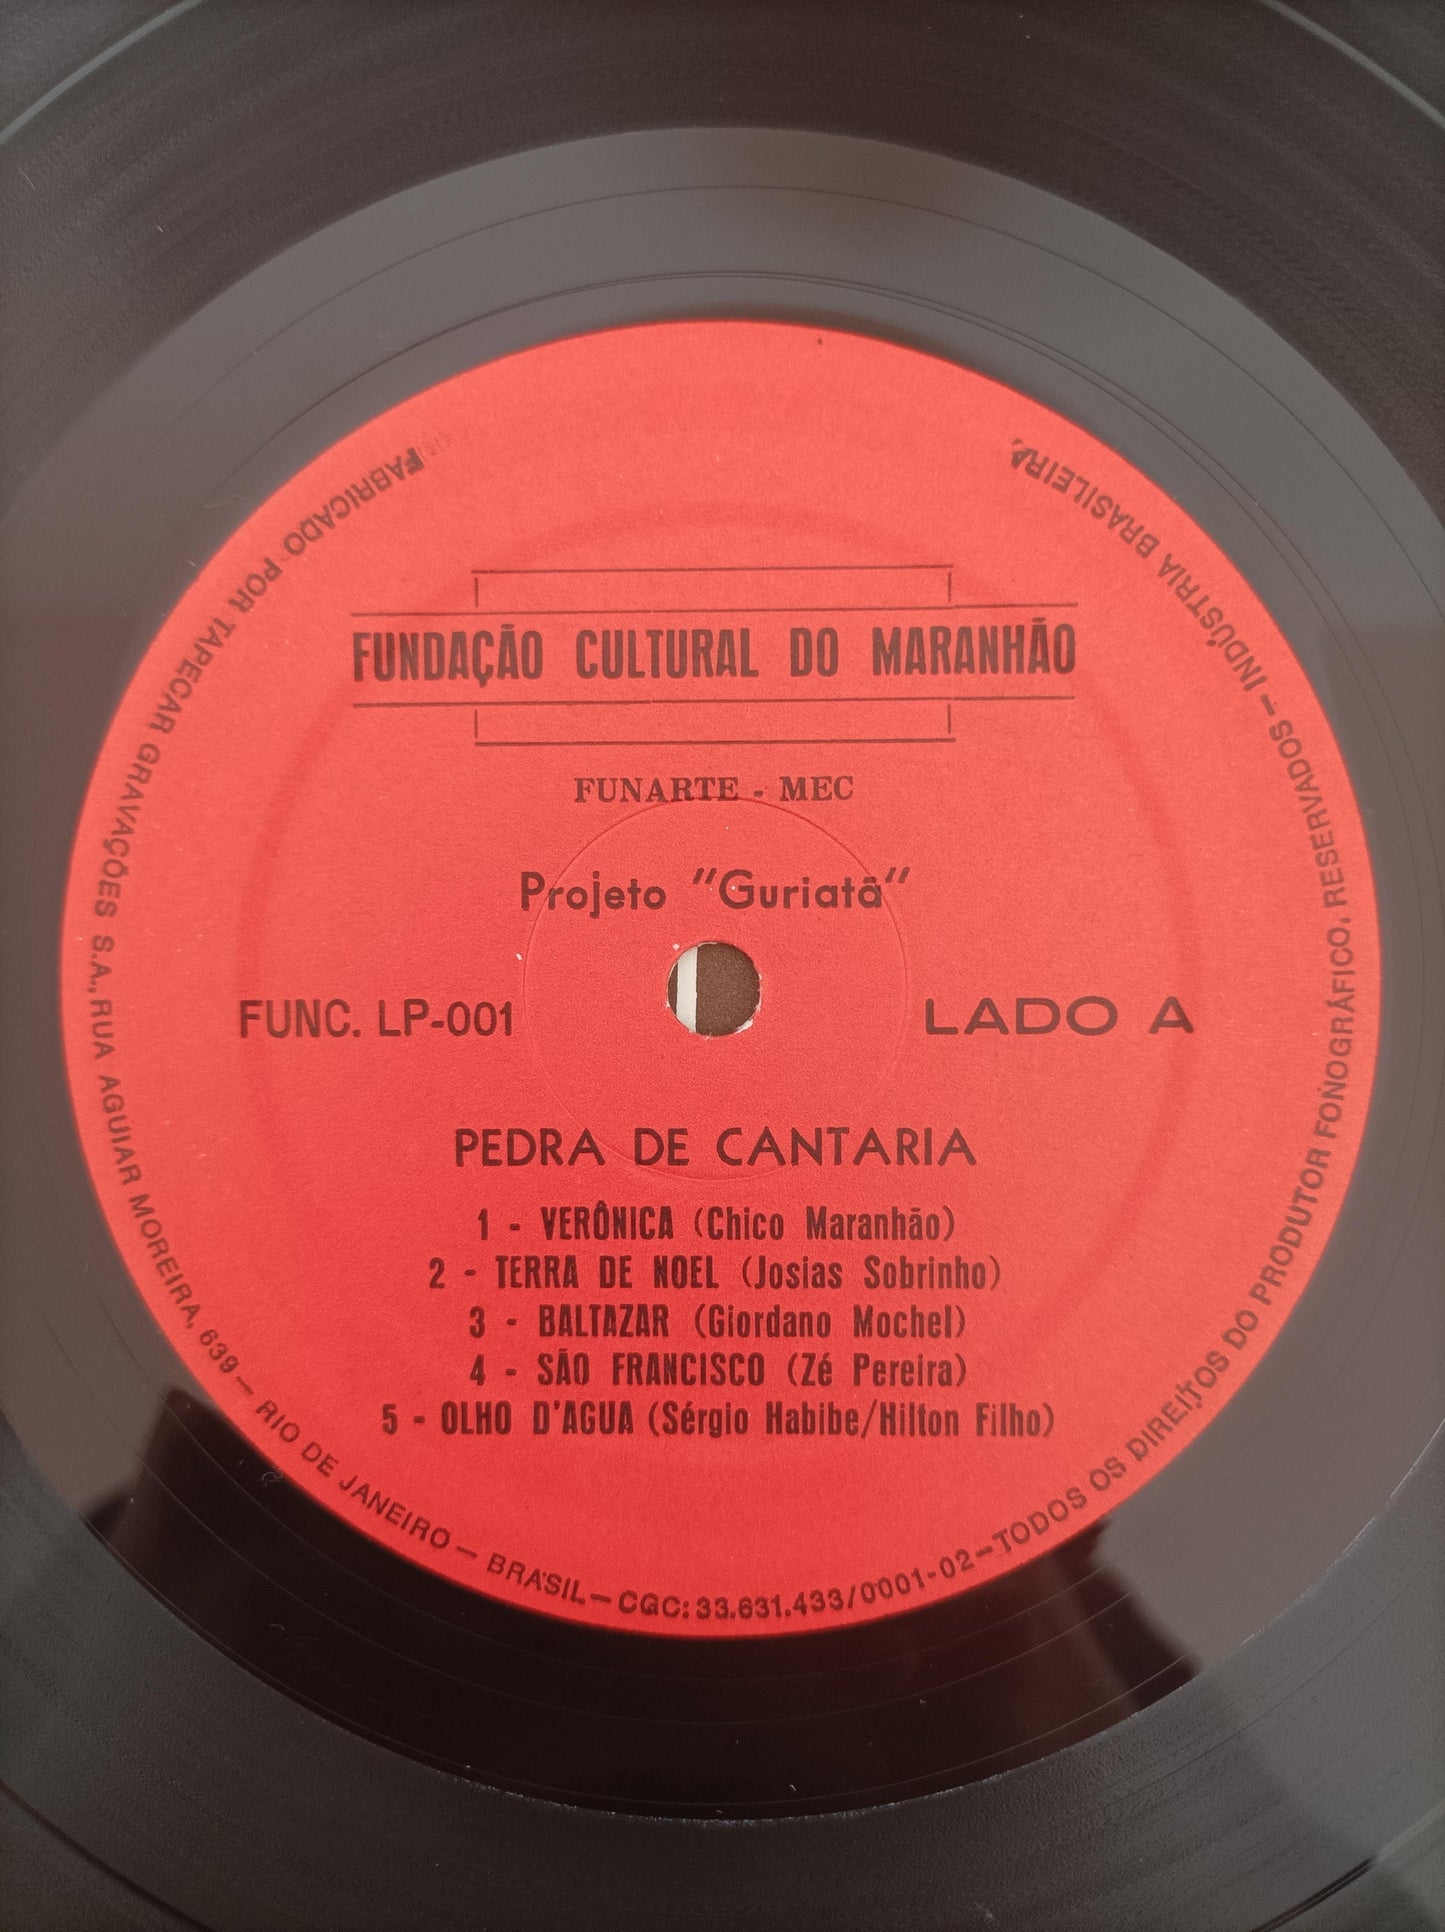 FUNDAÇÃO CULTURAL DO MARANHÃO
FUNARTE - MEC
Projeto "Guriatã"
FUNC. LP-001
LADO A
PEDRA DE CANTARIA
1 - VERÔNICA (Chico Maranhão)
2 - TERRA DE NOEL (Josias Sobrinho)
3 - BALTAZAR (Giordano Mochel)
4 - SÃO FRANCISCO (Zé Pereira)
5 - OLHO D'AGUA (Sérgio Habibe/Hilton Filho)
FABRICADO POR TAPECAR GRAVAÇÕES S.A., RUA AGUIAR MOREIRA, 639 — RIO DE JANEIRO — BRASIL — CGC: 33.631.433/0001-02 — TODOS OS DIREITOS DO PRODUTOR FONOGRÁFICO, RESERVADOS — INDÚSTRIA BRASILEIRA